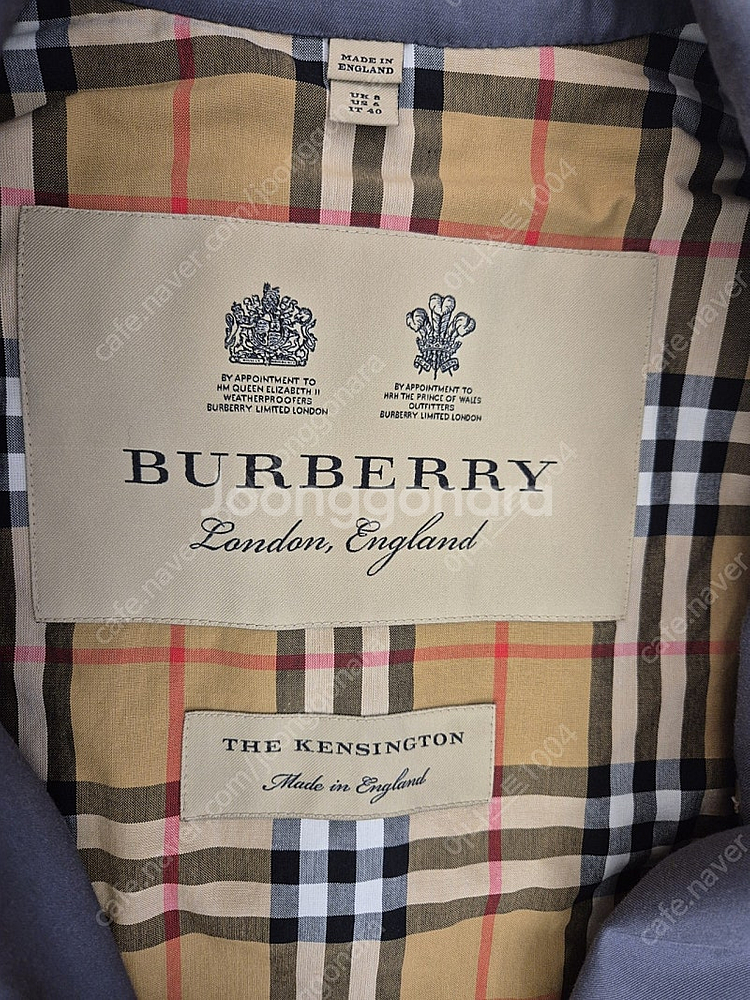 MADE IN
ENGLAND
UK 8
US 6
IT 40
BY APPOINTMENT TO
HM QUEEN ELIZABETH II
WEATHERPROOFERS
BURBERRY LIMITED LONDON
BY APPOINTMENT TO
HRH THE PRINCE OF WALES
OUTFITTERS
BURBERRY LIMITED LONDON
BURBERRY
Joonggonara
London, England
THE KENSINGTON
Made in England
cafe.naver.com/joonggonara